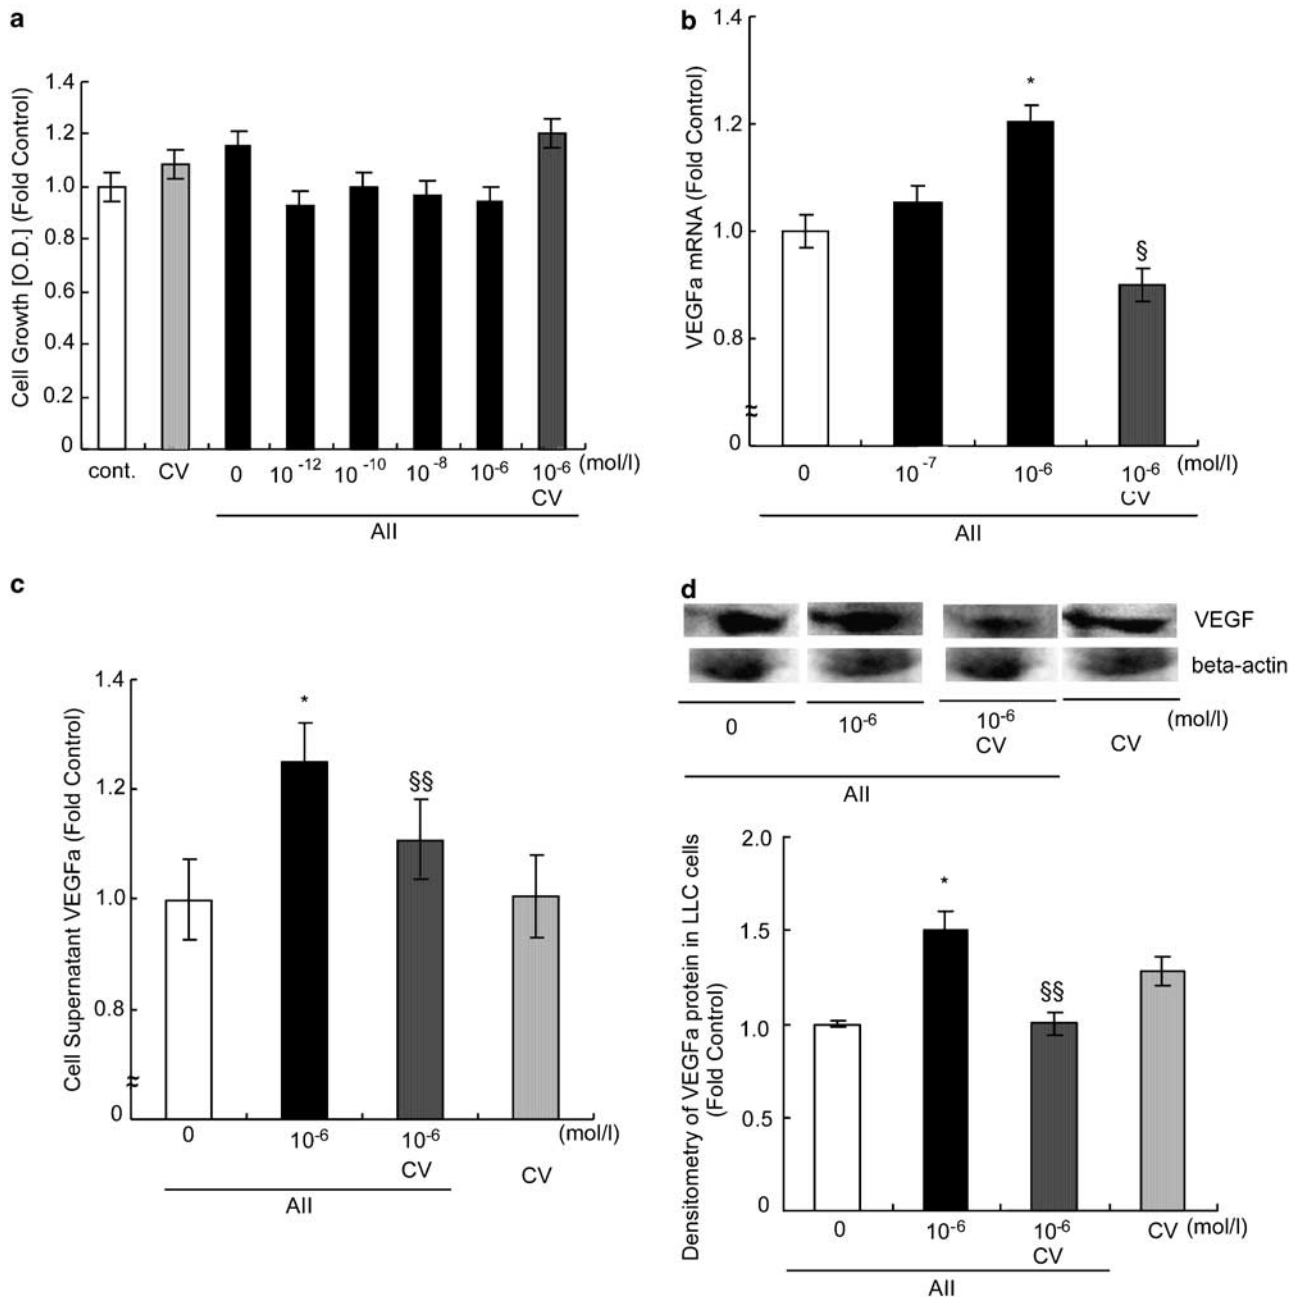 a
Cell Growth [O.D.] (Fold Control)
1.4
1.2
1.0
0.8
0.6
0.4
0.2
0
cont. CV 0 10-12 10-10 10-8 10-6 10-6 (mol/l)
CV
AII
b
VEGFa mRNA (Fold Control)
1.4
1.2
1.0
0.8
0
*
§
0 10-7 10-6 10-6 (mol/l)
CV
AII
c
Cell Supernatant VEGFa (Fold Control)
1.4
1.2
1.0
0.8
0
*
§§
0 10-6 10-6 (mol/l)
CV CV
AII
d
VEGF
beta-actin
0 10-6 10-6 (mol/l)
CV CV
AII
Densitometry of VEGFa protein in LLC cells
(Fold Control)
2.0
1.5
1.0
0.5
0
*
§§
0 10-6 10-6 CV (mol/l)
CV
AII